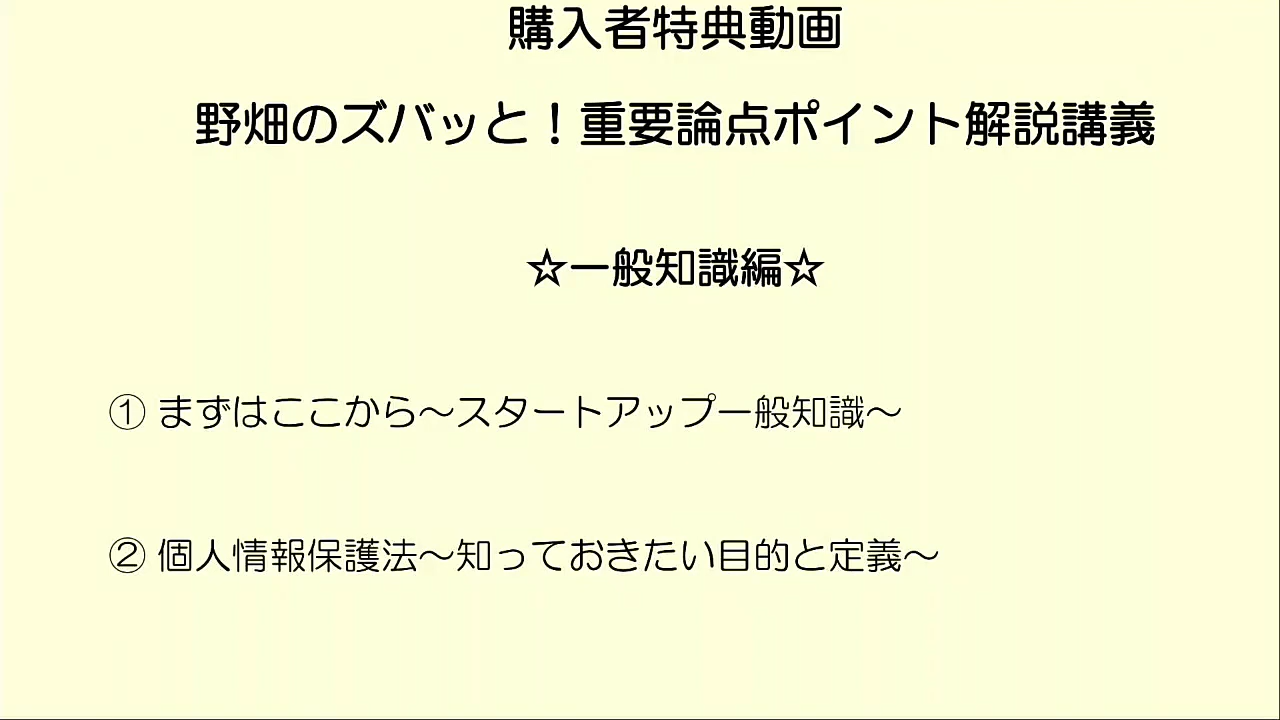 購入者特典動画
野畑のズバッと！重要論点ポイント解説講義
☆一般知識編☆
① まずはここから～スタートアップ一般知識～
② 個人情報保護法～知っておきたい目的と定義～